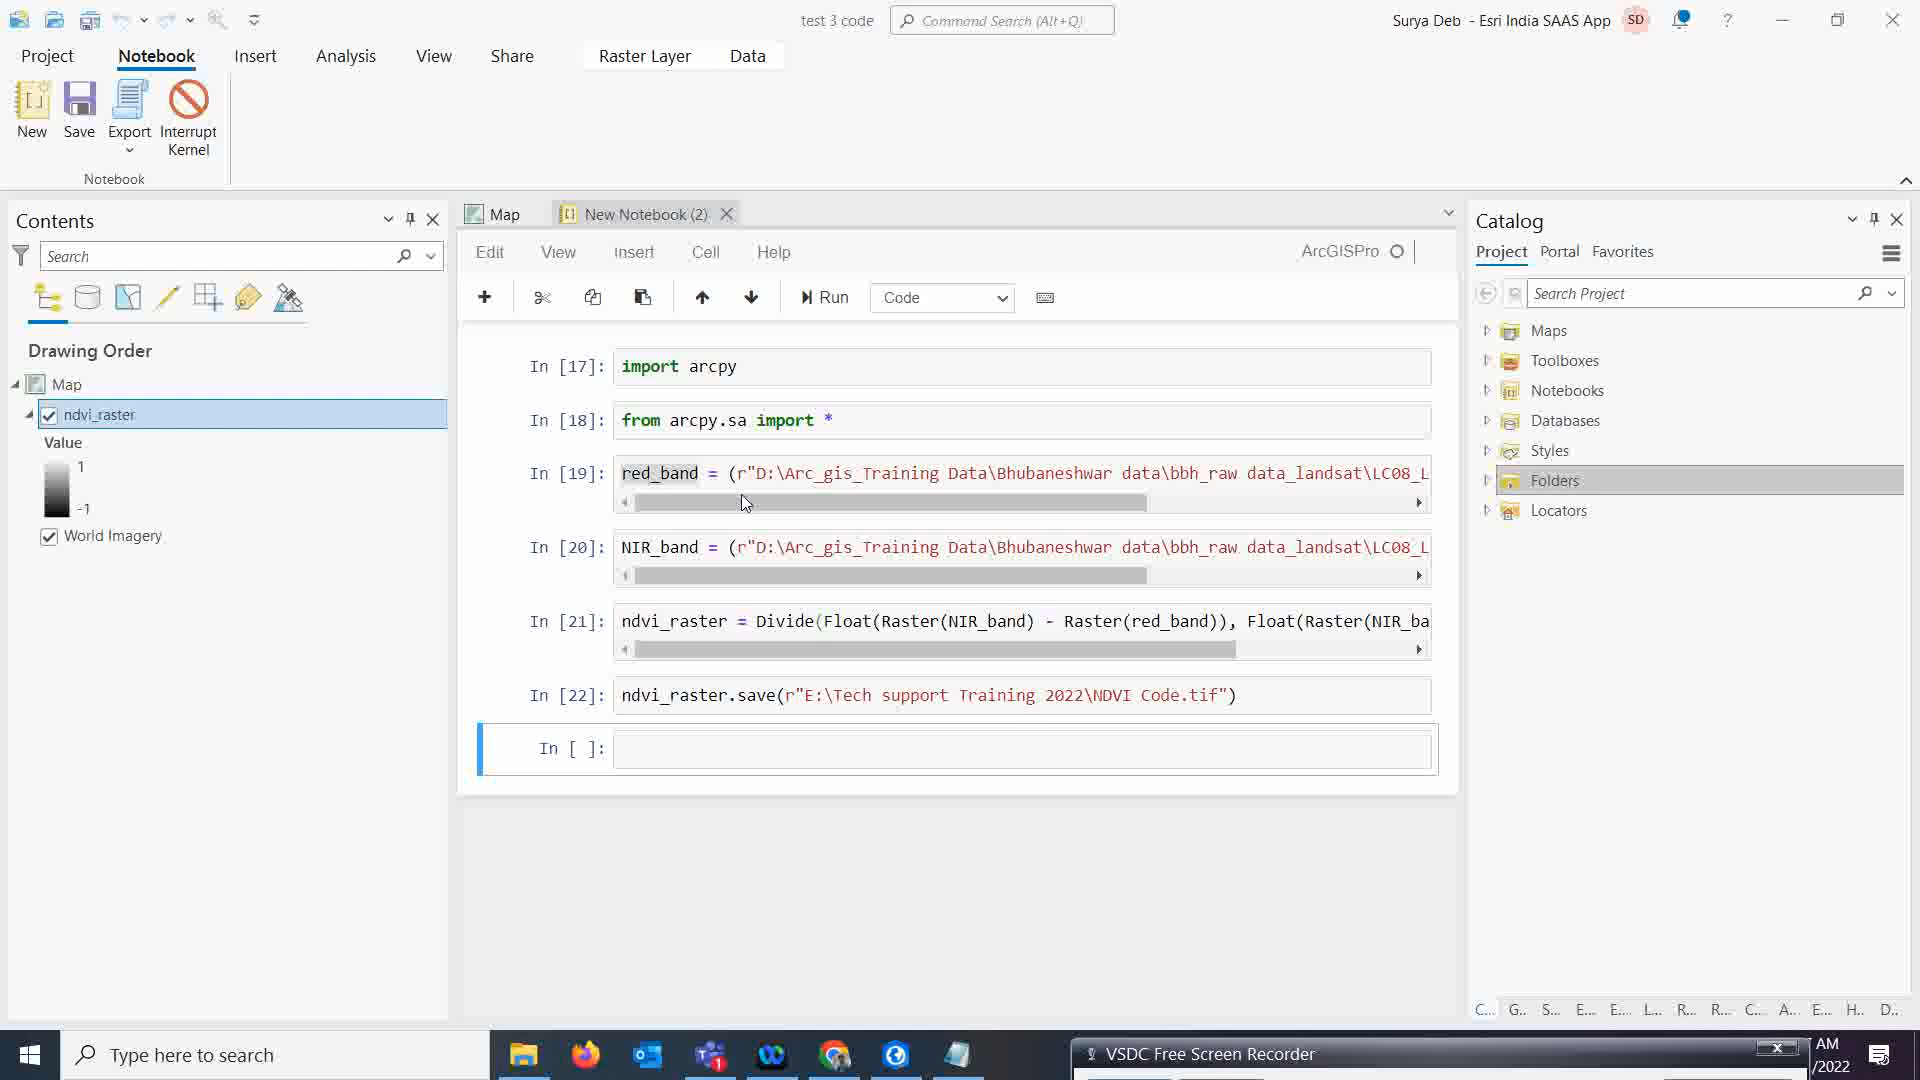 test 3 code
Command Search (Alt+Q)
Surya Deb - Esri India SAAS App
SD
?
Project
Notebook
Insert
Analysis
View
Share
Raster Layer
Data
New
Save
Export
Interrupt Kernel
Notebook
Contents
Search
Drawing Order
Map
ndvi_raster
Value
1
-1
World Imagery
Map
New Notebook (2)
Edit
View
Insert
Cell
Help
ArcGISPro
Run
Code
In [17]: import arcpy
In [18]: from arcpy.sa import *
In [19]: red_band = (r"D:\Arc_gis_Training Data\Bhubaneshwar data\bbh_raw data_landsat\LC08_L
In [20]: NIR_band = (r"D:\Arc_gis_Training Data\Bhubaneshwar data\bbh_raw data_landsat\LC08_L
In [21]: ndvi_raster = Divide(Float(Raster(NIR_band) - Raster(red_band)), Float(Raster(NIR_ba
In [22]: ndvi_raster.save(r"E:\Tech support Training 2022\NDVI Code.tif")
In [ ]:
Catalog
Project
Portal
Favorites
Search Project
Maps
Toolboxes
Notebooks
Databases
Styles
Folders
Locators
C... G.. S... E... E.... L... R... R... C... A... E... H.. D..
Type here to search
1
VSDC Free Screen Recorder
AM
/2022